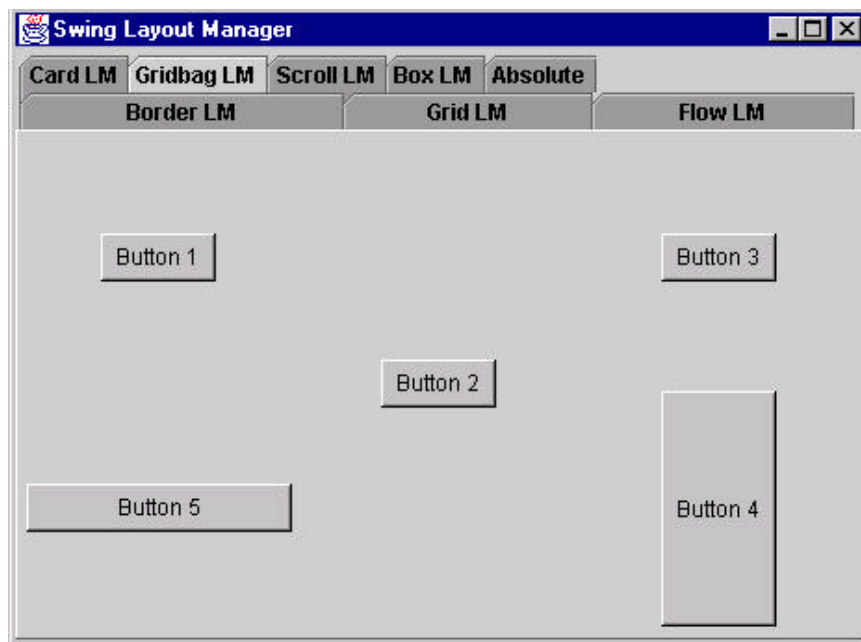 Swing Layout Manager
Card LM Gridbag LM Scroll LM Box LM Absolute
Border LM Grid LM Flow LM
Button 1 Button 3
Button 2
Button 5 Button 4